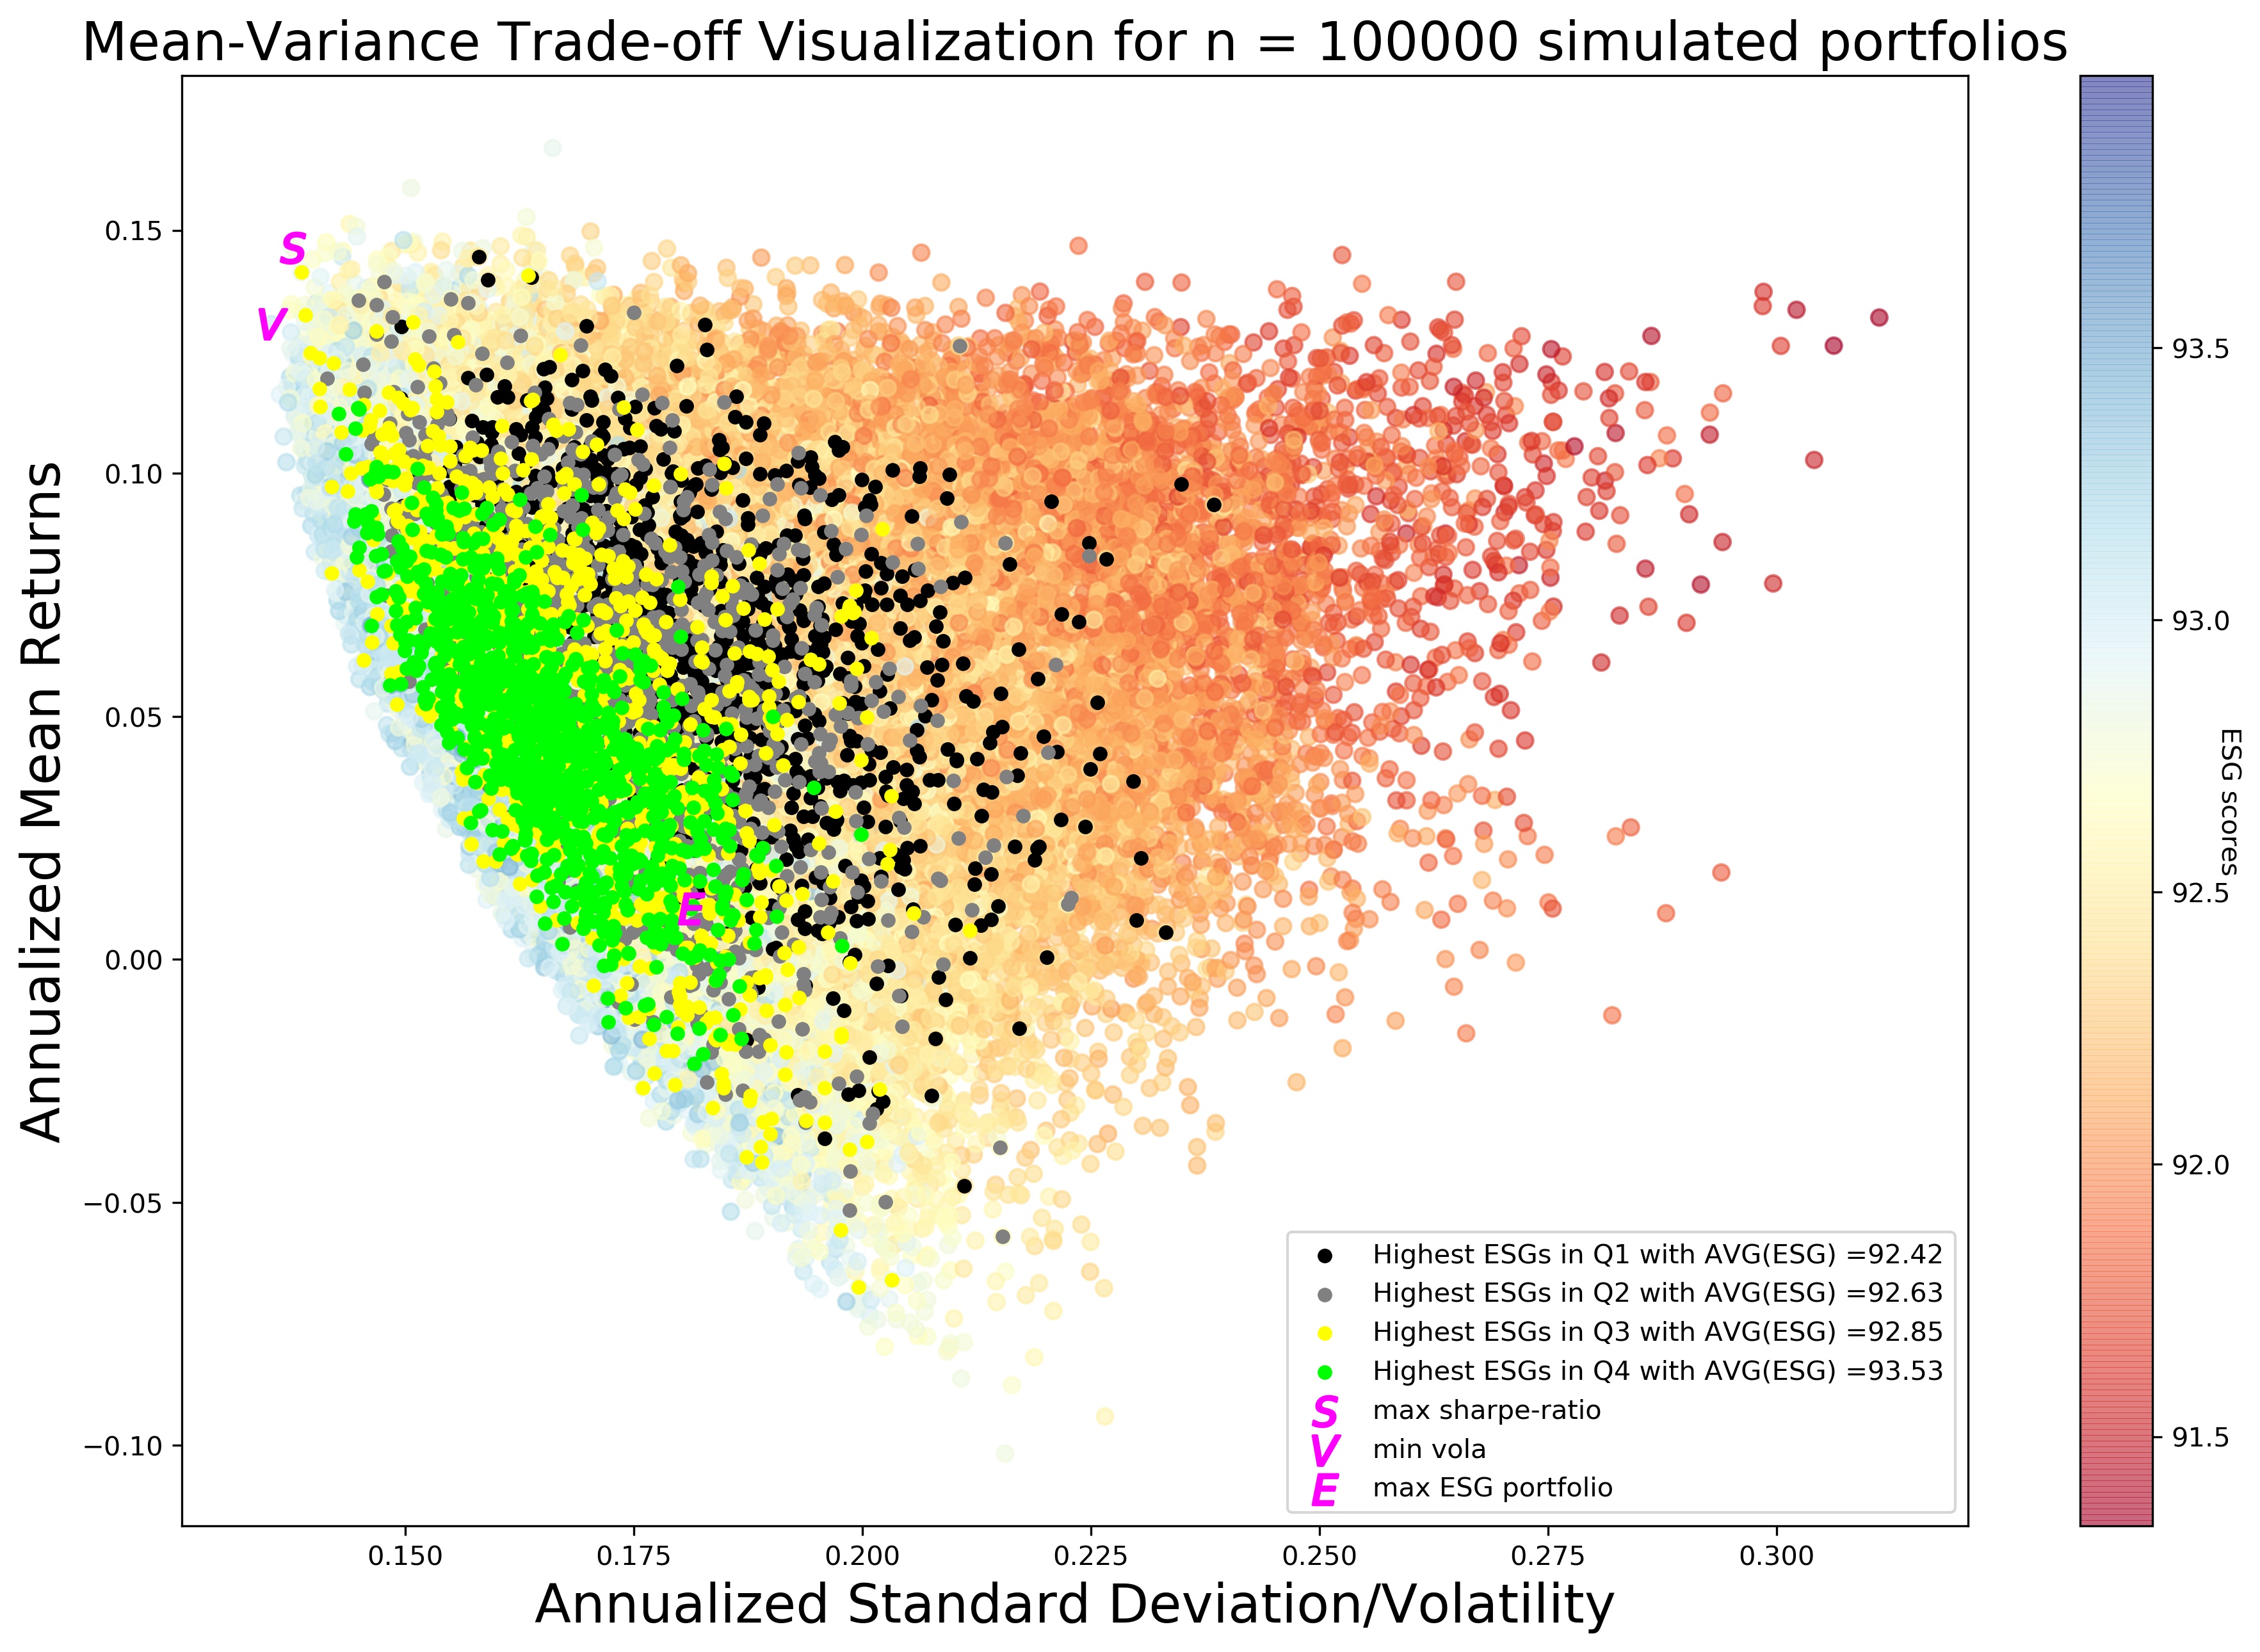 Mean-Variance Trade-off Visualization for n = 100000 simulated portfolios
Annualized Mean Returns
0.15
0.10
0.05
0.00
−0.05
−0.10
S
V
E
Highest ESGs in Q1 with AVG(ESG) =92.42
Highest ESGs in Q2 with AVG(ESG) =92.63
Highest ESGs in Q3 with AVG(ESG) =92.85
Highest ESGs in Q4 with AVG(ESG) =93.53
S max sharpe-ratio
V min vola
E max ESG portfolio
0.150 0.175 0.200 0.225 0.250 0.275 0.300
Annualized Standard Deviation/Volatility
93.5
93.0
92.5
92.0
91.5
ESG scores